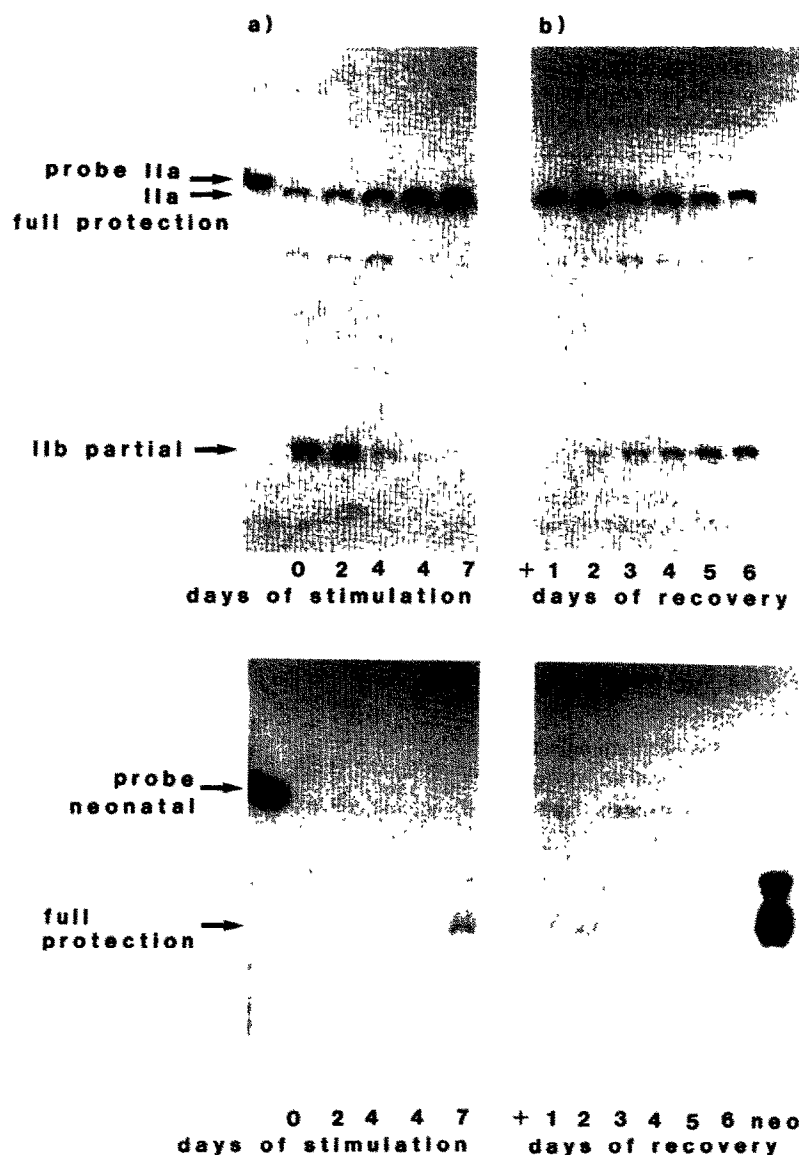 a)
b)
probe IIa
IIa
full protection
IIb partial
0 2 4 4 7
days of stimulation
+ 1 2 3 4 5 6
days of recovery
probe
neonatal
full
protection
0 2 4 4 7
days of stimulation
+ 1 2 3 4 5 6 neo
days of recovery